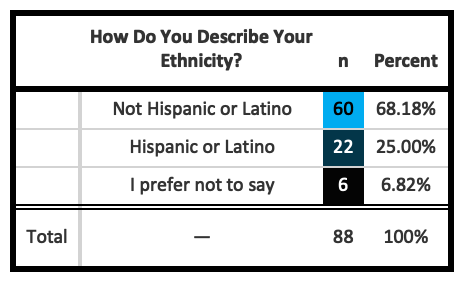 How Do You Describe Your
Ethnicity? n Percent
Not Hispanic or Latino 60 68.18%
Hispanic or Latino 22 25.00%
I prefer not to say 6 6.82%
Total — 88 100%